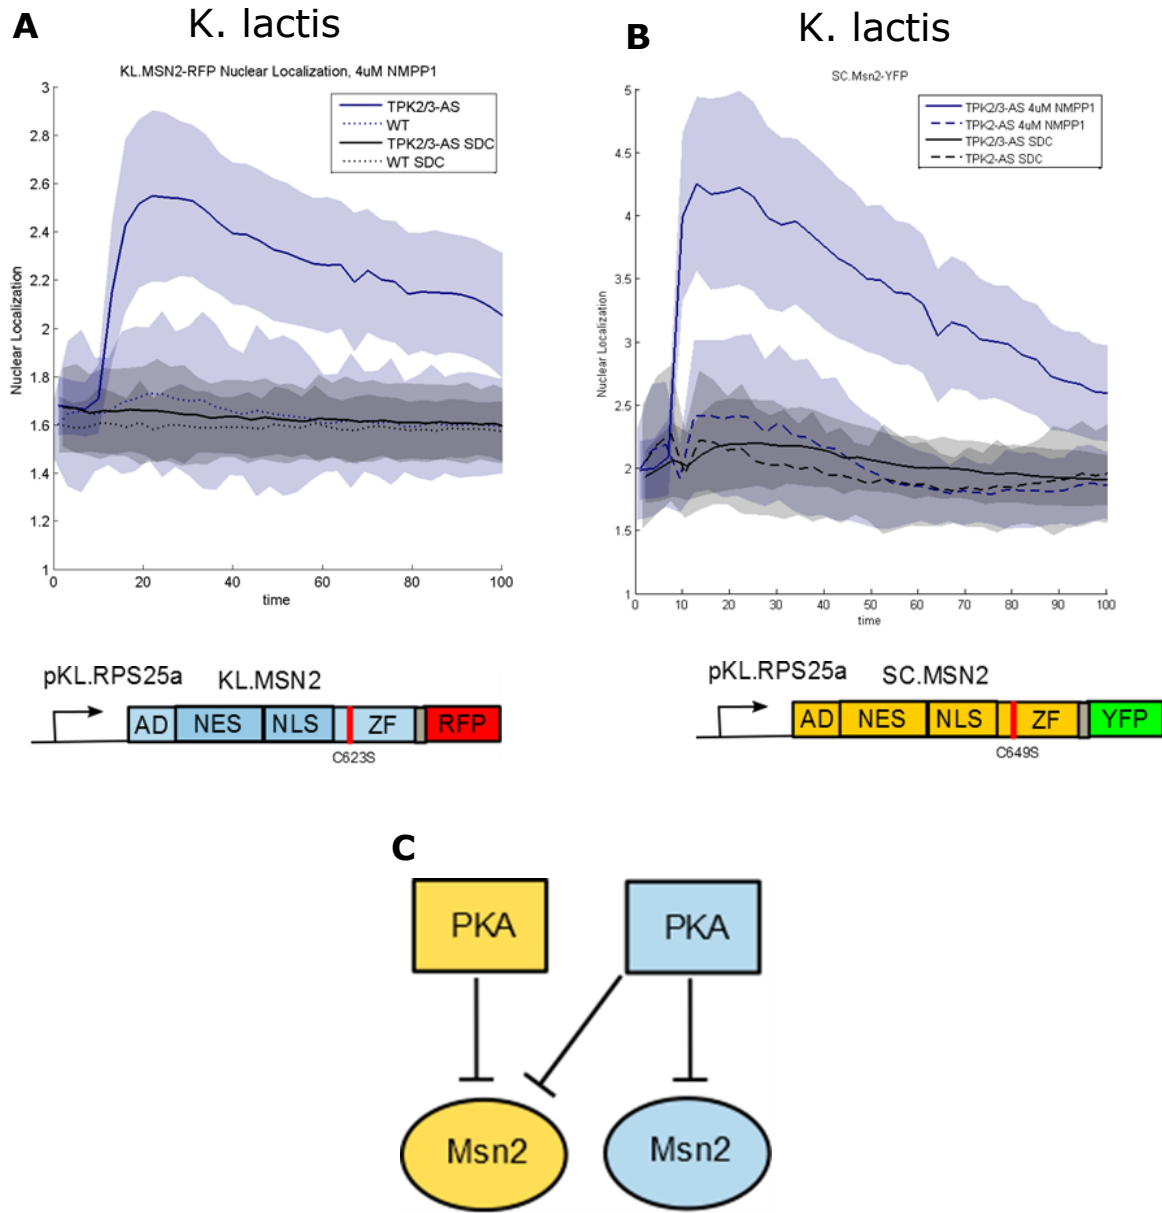 A
K. lactis
KL.MSN2-RFP Nuclear Localization, 4uM NMPP1
3
2.8
2.6
2.4
2.2
2
1.8
1.6
1.4
1.2
1
Nuclear Localization
TPK2/3-AS
WT
TPK2/3-AS SDC
WT SDC
0
20
40
60
80
100
time
B
K. lactis
SC.Msn2-YFP
5
4.5
4
3.5
3
2.5
2
1.5
1
Nuclear Localization
TPK2/3-AS 4uM NMPP1
TPK2-AS 4uM NMPP1
TPK2/3-AS SDC
TPK2-AS SDC
0
10
20
30
40
50
60
70
80
90
100
time
pKL.RPS25a
KL.MSN2
AD
NES
NLS
ZF
RFP
C623S
pKL.RPS25a
SC.MSN2
AD
NES
NLS
ZF
YFP
C649S
C
PKA
PKA
Msn2
Msn2